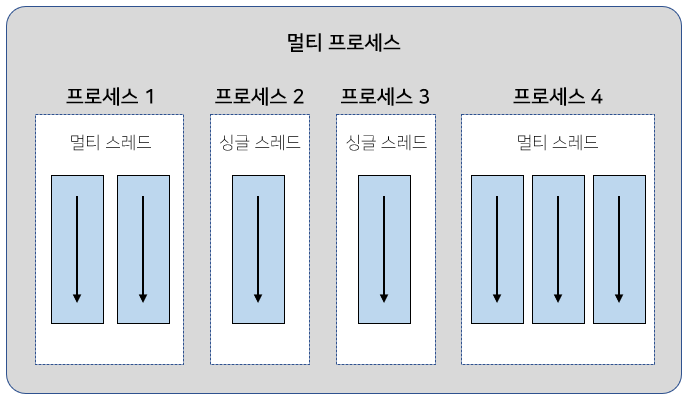 멀티 프로세스
프로세스 1
프로세스 2
프로세스 3
프로세스 4
멀티 스레드
싱글 스레드
싱글 스레드
멀티 스레드